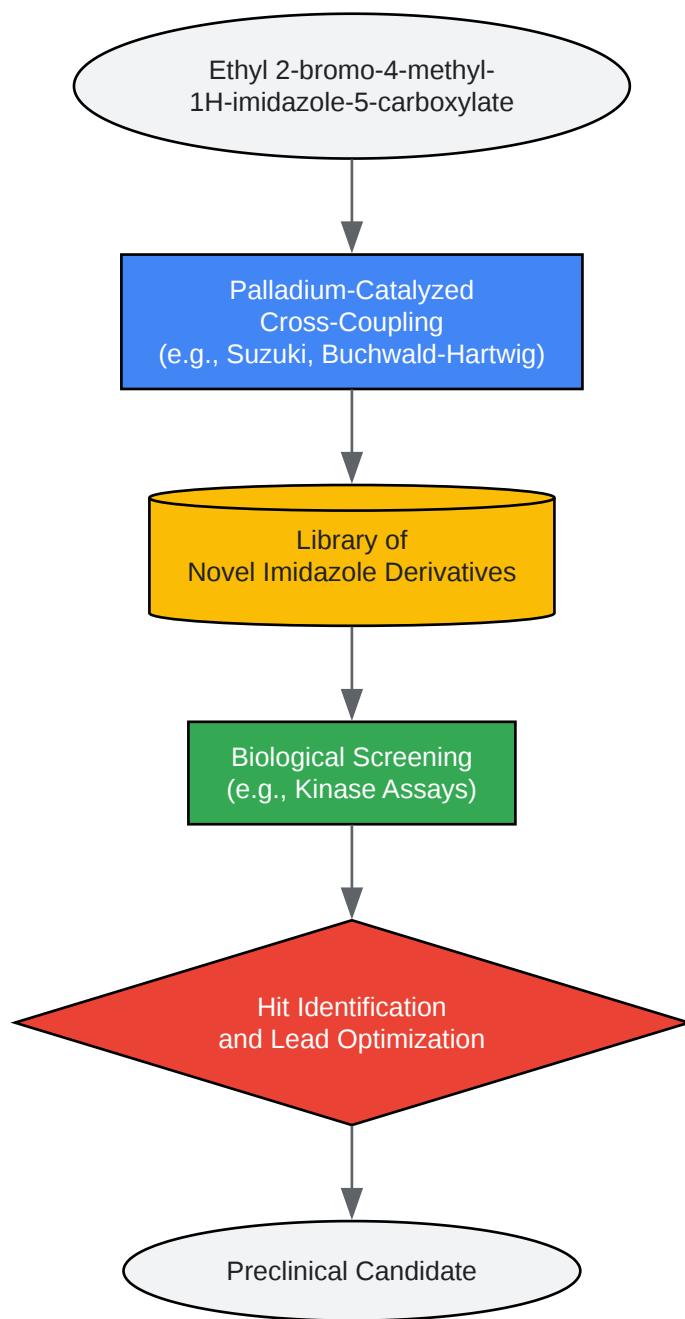 Ethyl 2-bromo-4-methyl-
1H-imidazole-5-carboxylate
Palladium-Catalyzed
Cross-Coupling
(e.g., Suzuki, Buchwald-Hartwig)
Library of
Novel Imidazole Derivatives
Biological Screening
(e.g., Kinase Assays)
Hit Identification
and Lead Optimization
Preclinical Candidate